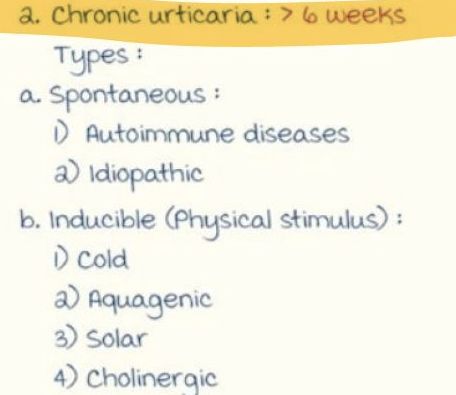 2. Chronic urticaria : > 6 weeks
Types :
a. Spontaneous :
1) Autoimmune diseases
2) Idiopathic
b. Inducible (Physical stimulus) :
1) Cold
2) Aquagenic
3) Solar
4) Cholinergic